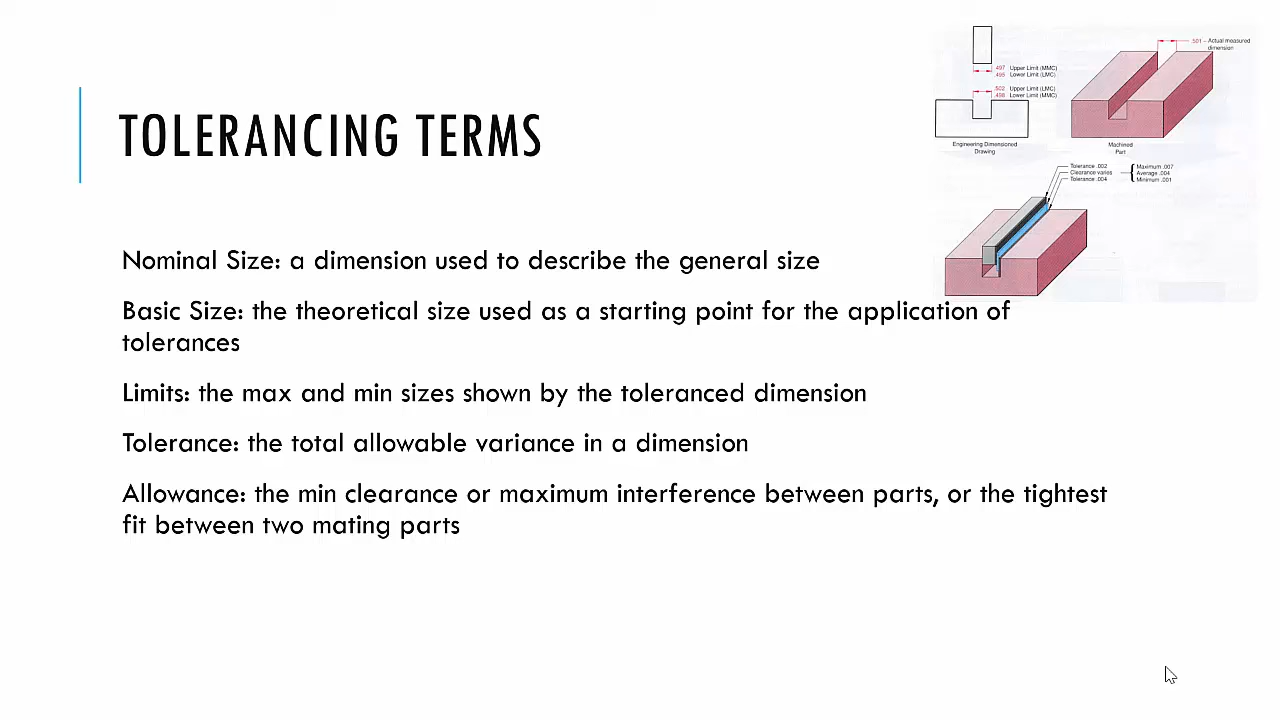 TOLERANCING TERMS
.497 Upper Limit (MMC)
.495 Lower Limit (LMC)
.502 Upper Limit (LMC)
.498 Lower Limit (MMC)
Engineering Dimensioned
Drawing
.501 – Actual measured
dimension
Machined
Part
Tolerance .002
Clearance varies
Tolerance .004
Maximum .007
Average .004
Minimum .001
Nominal Size: a dimension used to describe the general size
Basic Size: the theoretical size used as a starting point for the application of
tolerances
Limits: the max and min sizes shown by the toleranced dimension
Tolerance: the total allowable variance in a dimension
Allowance: the min clearance or maximum interference between parts, or the tightest
fit between two mating parts